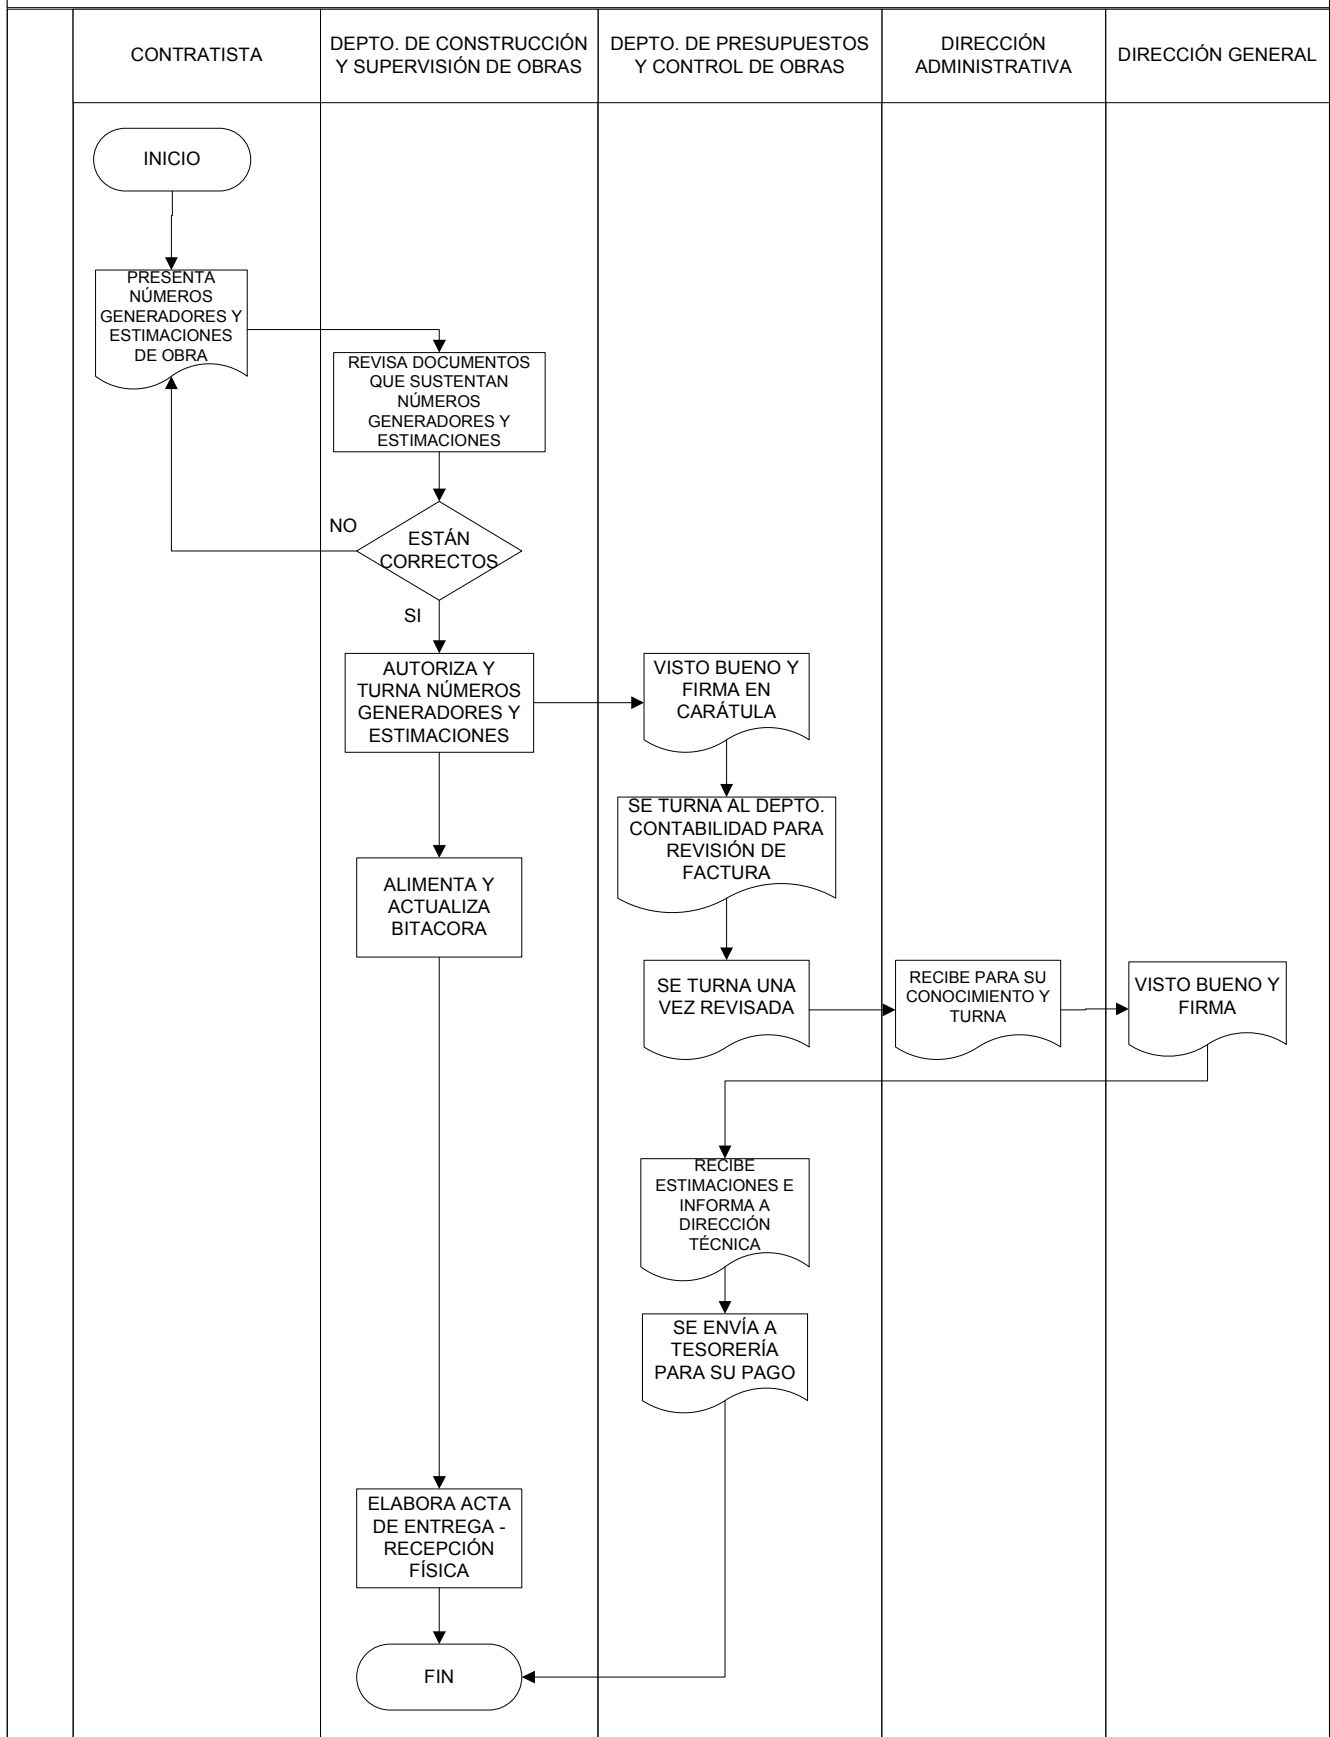 CONTRATISTA
DEPTO. DE CONSTRUCCIÓN
Y SUPERVISIÓN DE OBRAS
DEPTO. DE PRESUPUESTOS
Y CONTROL DE OBRAS
DIRECCIÓN
ADMINISTRATIVA
DIRECCIÓN GENERAL
INICIO
PRESENTA
NÚMEROS
GENERADORES Y
ESTIMACIONES
DE OBRA
REVISA DOCUMENTOS
QUE SUSTENTAN
NÚMEROS
GENERADORES Y
ESTIMACIONES
NO
ESTÁN
CORRECTOS
SI
AUTORIZA Y
TURNA NÚMEROS
GENERADORES Y
ESTIMACIONES
VISTO BUENO Y
FIRMA EN
CARÁTULA
SE TURNA AL DEPTO.
CONTABILIDAD PARA
REVISIÓN DE
FACTURA
ALIMENTA Y
ACTUALIZA
BITACORA
SE TURNA UNA
VEZ REVISADA
RECIBE PARA SU
CONOCIMIENTO Y
TURNA
VISTO BUENO Y
FIRMA
RECIBE
ESTIMACIONES E
INFORMA A
DIRECCIÓN
TÉCNICA
SE ENVÍA A
TESORERÍA
PARA SU PAGO
ELABORA ACTA
DE ENTREGA -
RECEPCIÓN
FÍSICA
FIN